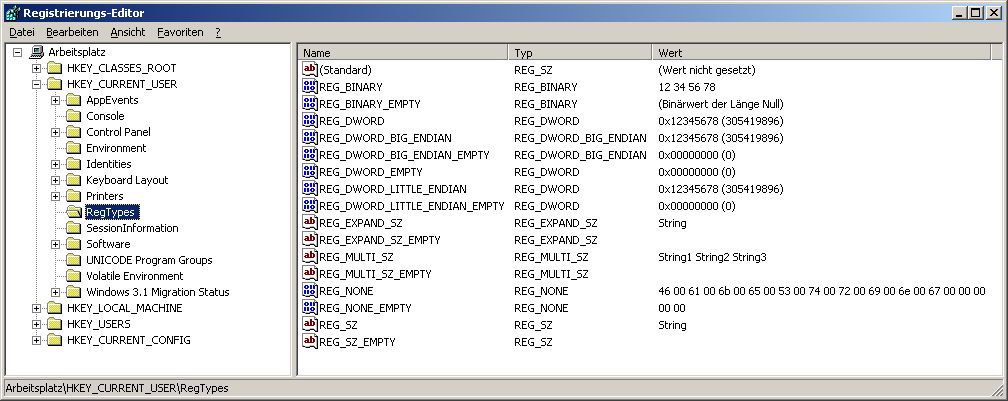 Registrierungs-Editor
Datei Bearbeiten Ansicht Favoriten ?
Arbeitsplatz
HKEY_CLASSES_ROOT
HKEY_CURRENT_USER
AppEvents
Console
Control Panel
Environment
Identities
Keyboard Layout
Printers
RegTypes
SessionInformation
Software
UNICODE Program Groups
Volatile Environment
Windows 3.1 Migration Status
HKEY_LOCAL_MACHINE
HKEY_USERS
HKEY_CURRENT_CONFIG
Name Typ Wert
(Standard) REG_SZ (Wert nicht gesetzt)
REG_BINARY REG_BINARY 12 34 56 78
REG_BINARY_EMPTY REG_BINARY (Binärwert der Länge Null)
REG_DWORD REG_DWORD 0x12345678 (305419896)
REG_DWORD_BIG_ENDIAN REG_DWORD_BIG_ENDIAN 0x12345678 (305419896)
REG_DWORD_BIG_ENDIAN_EMPTY REG_DWORD_BIG_ENDIAN 0x00000000 (0)
REG_DWORD_EMPTY REG_DWORD 0x00000000 (0)
REG_DWORD_LITTLE_ENDIAN REG_DWORD 0x12345678 (305419896)
REG_DWORD_LITTLE_ENDIAN_EMPTY REG_DWORD 0x00000000 (0)
REG_EXPAND_SZ REG_EXPAND_SZ String
REG_EXPAND_SZ_EMPTY REG_EXPAND_SZ
REG_MULTI_SZ REG_MULTI_SZ String1 String2 String3
REG_MULTI_SZ_EMPTY REG_MULTI_SZ
REG_NONE REG_NONE 46 00 61 00 6b 00 65 00 53 00 74 00 72 00 69 00 6e 00 67 00 00 00
REG_NONE_EMPTY REG_NONE 00 00
REG_SZ REG_SZ String
REG_SZ_EMPTY REG_SZ
Arbeitsplatz\HKEY_CURRENT_USER\RegTypes